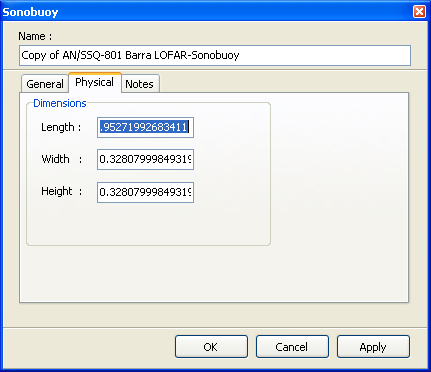 Sonobuoy
Name :
Copy of AN/SSQ-801 Barra LOFAR-Sonobuoy
General Physical Notes
Dimensions
Length : .95271992683411
Width : 0.32807999849319
Height : 0.32807999849319
OK Cancel Apply